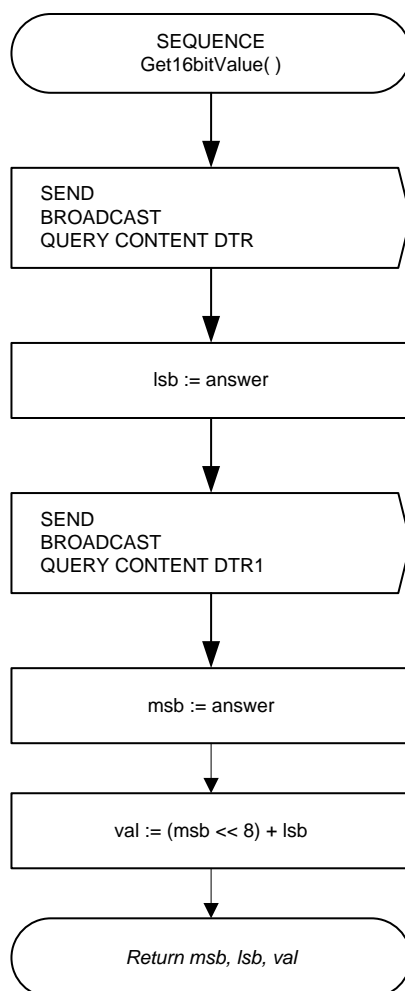 SEQUENCE
Get16bitValue( )
SEND
BROADCAST
QUERY CONTENT DTR
lsb := answer
SEND
BROADCAST
QUERY CONTENT DTR1
msb := answer
val := (msb << 8) + lsb
Return msb, lsb, val